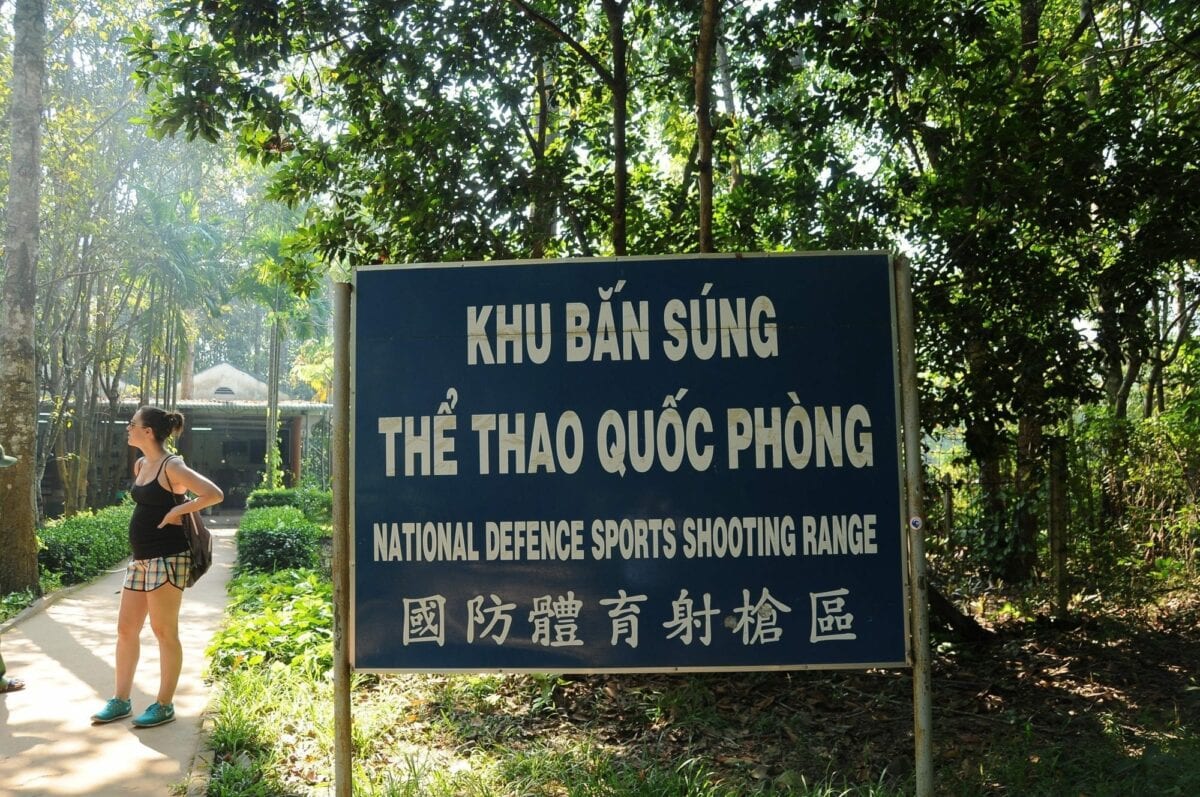 KHU BẮN SÚNG
THỂ THAO QUỐC PHÒNG
NATIONAL DEFENCE SPORTS SHOOTING RANGE
國防體育射槍區